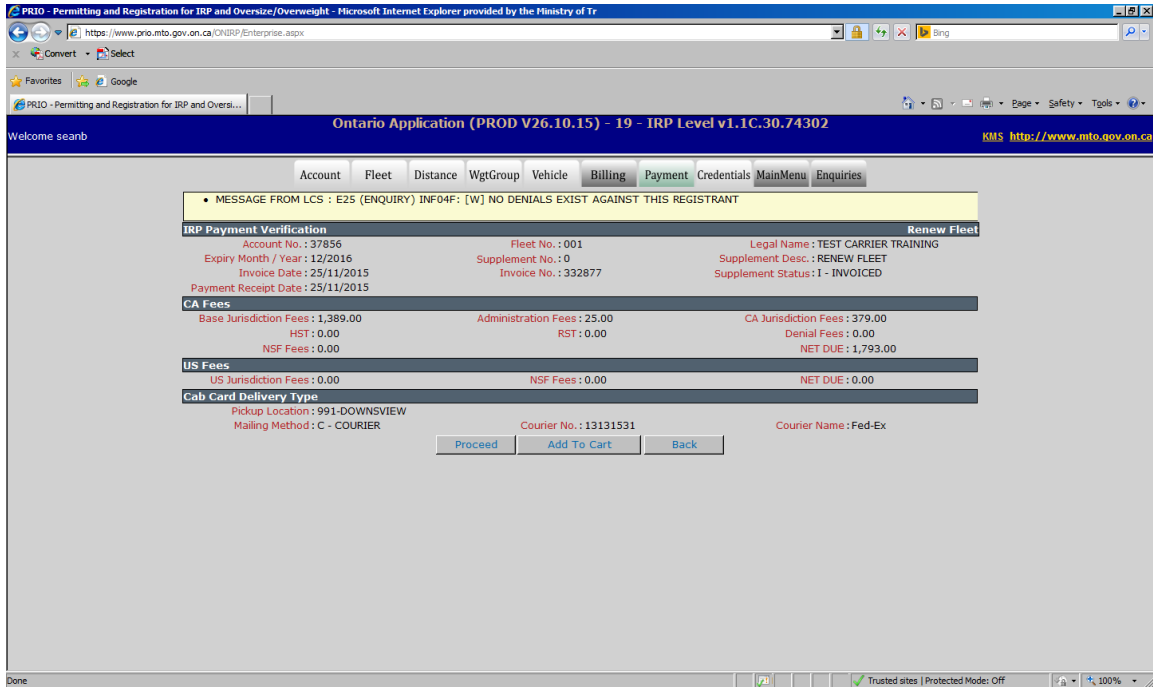 PRIO - Permitting and Registration for IRP and Oversize/Overweight - Microsoft Internet Explorer provided by the Ministry of Tr
https://www.prio.mto.gov.on.ca/ONIRP/Enterprise.aspx Bing
x Convert Select
Favorites Google
PRIO - Permitting and Registration for IRP and Oversi... Page Safety Tools
Ontario Application (PROD V26.10.15) - 19 - IRP Level v1.1C.30.74302
Welcome seanb KMS http://www.mto.gov.on.ca
Account Fleet Distance WgtGroup Vehicle Billing Payment Credentials MainMenu Enquiries
• MESSAGE FROM LCS : E25 (ENQUIRY) INF04F: [W] NO DENIALS EXIST AGAINST THIS REGISTRANT
IRP Payment Verification Renew Fleet
Account No. : 37856 Fleet No. : 001 Legal Name : TEST CARRIER TRAINING
Expiry Month / Year : 12/2016 Supplement No. : 0 Supplement Desc. : RENEW FLEET
Invoice Date : 25/11/2015 Invoice No. : 332877 Supplement Status : I - INVOICED
Payment Receipt Date : 25/11/2015
CA Fees
Base Jurisdiction Fees : 1,389.00 Administration Fees : 25.00 CA Jurisdiction Fees : 379.00
HST : 0.00 RST : 0.00 Denial Fees : 0.00
NSF Fees : 0.00 NET DUE : 1,793.00
US Fees
US Jurisdiction Fees : 0.00 NSF Fees : 0.00 NET DUE : 0.00
Cab Card Delivery Type
Pickup Location : 991-DOWNSVIEW
Mailing Method : C - COURIER Courier No. : 13131531 Courier Name : Fed-Ex
Proceed Add To Cart Back
Done Trusted sites | Protected Mode: Off 100%